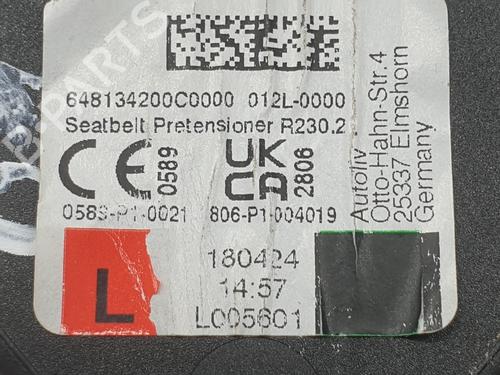 648134200C0000 012L-0000
Seatbelt Pretensioner R230.2
CE 0589
UK CA 2806
0589-P1-0021 806-P1-004019
Autoliv
Otto-Hahn-Str.4
25337 Elmshorn
Germany
L
180424
14:57
L005601